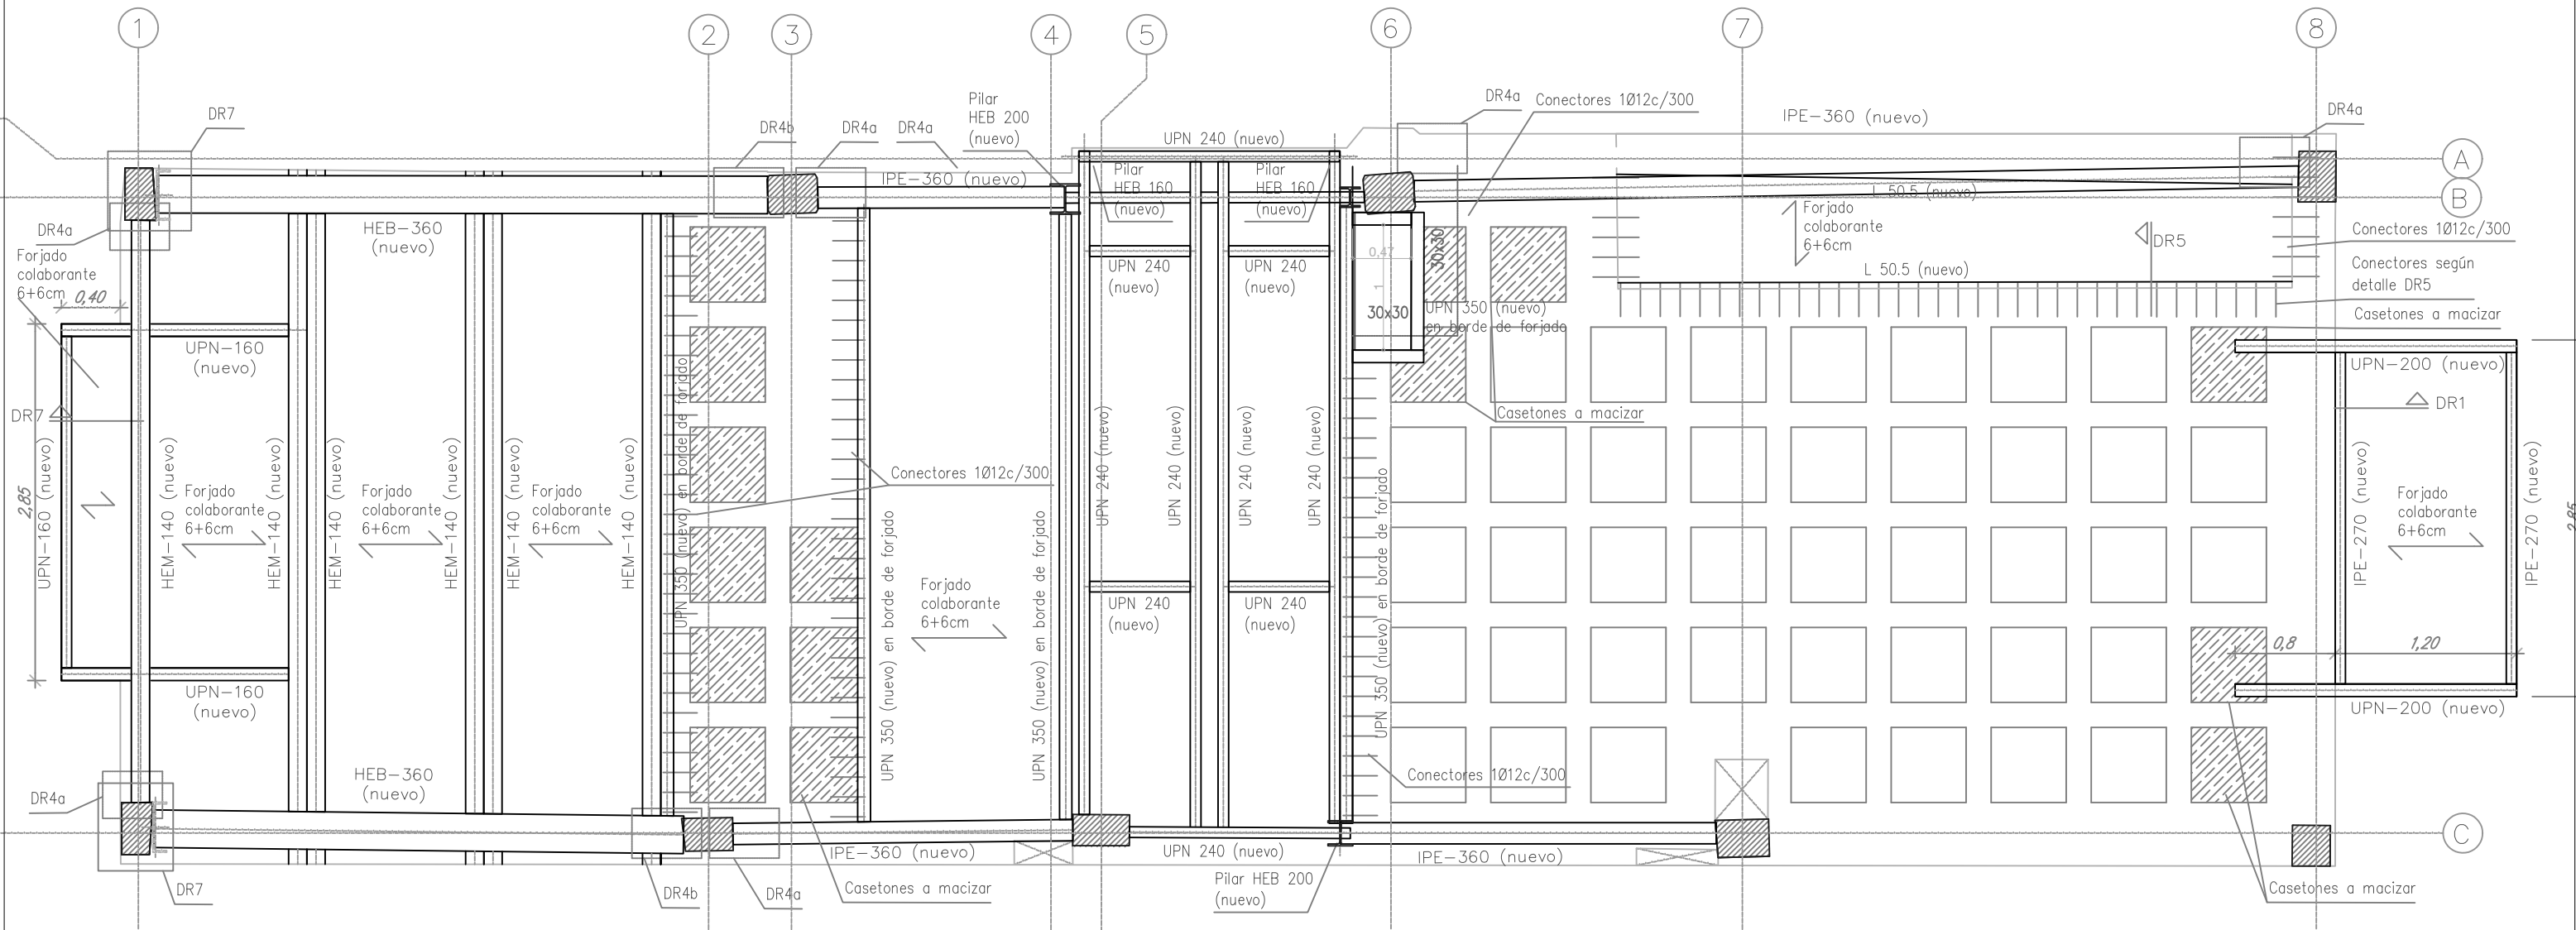 1
2
3
4
5
6
7
8
A
B
C
DR7
DR4b
DR4a
DR4a
Pilar
HEB 200
(nuevo)
UPN 240 (nuevo)
DR4a
Conectores 1Ø12c/300
IPE-360 (nuevo)
DR4a
IPE-360 (nuevo)
Pilar
HEB 160
(nuevo)
Pilar
HEB 160
(nuevo)
L 50.5 (nuevo)
Forjado
colaborante
6+6cm
DR5
L 50.5 (nuevo)
Conectores 1Ø12c/300
Conectores según
detalle DR5
Casetones a macizar
DR4a
Forjado
colaborante
6+6cm
0,40
HEB-360
(nuevo)
UPN 240
(nuevo)
UPN 240
(nuevo)
0,47
1
30x30
30x30
UPN 350 (nuevo)
en borde de forjado
UPN-160
(nuevo)
UPN-200 (nuevo)
DR7
DR1
Casetones a macizar
2,85
UPN-160 (nuevo)
HEM-140 (nuevo)
Forjado
colaborante
6+6cm
HEM-140 (nuevo)
HEM-140 (nuevo)
Forjado
colaborante
6+6cm
HEM-140 (nuevo)
HEM-140 (nuevo)
Forjado
colaborante
6+6cm
HEM-140 (nuevo)
UPN 350 (nuevo) en borde de forjado
Conectores 1Ø12c/300
UPN 350 (nuevo) en borde de forjado
Forjado
colaborante
6+6cm
UPN 350 (nuevo) en borde de forjado
UPN 240 (nuevo)
UPN 240 (nuevo)
UPN 240 (nuevo)
UPN 240 (nuevo)
UPN 350 (nuevo) en borde de forjado
IPE-270 (nuevo)
Forjado
colaborante
6+6cm
IPE-270 (nuevo)
2,85
UPN 240
(nuevo)
UPN 240
(nuevo)
0,8
1,20
UPN-160
(nuevo)
UPN-200 (nuevo)
HEB-360
(nuevo)
Conectores 1Ø12c/300
DR4a
IPE-360 (nuevo)
UPN 240 (nuevo)
IPE-360 (nuevo)
DR7
DR4b
DR4a
Casetones a macizar
Pilar HEB 200
(nuevo)
Casetones a macizar